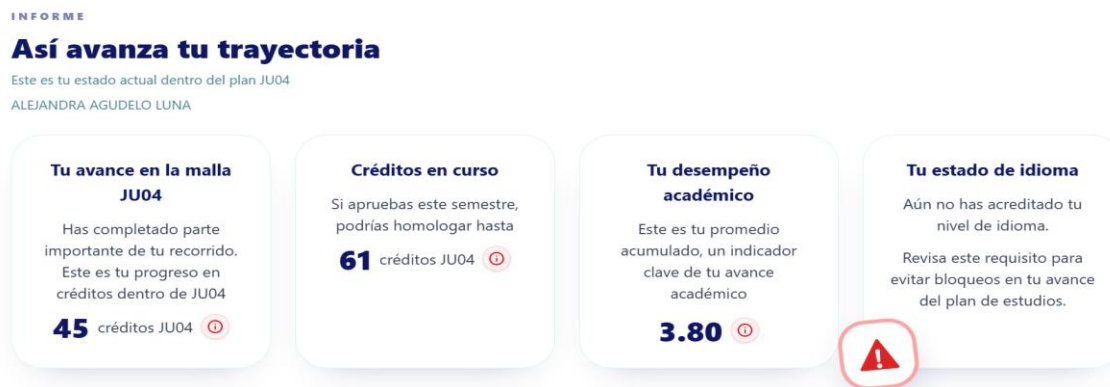 INFORME
Así avanza tu trayectoria
Este es tu estado actual dentro del plan JU04
ALEJANDRA AGUDELO LUNA
Tu avance en la malla
JU04
Has completado parte
importante de tu recorrido.
Este es tu progreso en
créditos dentro de JU04
45 créditos JU04
Créditos en curso
Si apruebas este semestre,
podrías homologar hasta
61 créditos JU04
Tu desempeño
académico
Este es tu promedio
acumulado, un indicador
clave de tu avance
académico
3.80
Tu estado de idioma
Aún no has acreditado tu
nivel de idioma.
Revisa este requisito para
evitar bloqueos en tu avance
del plan de estudios.